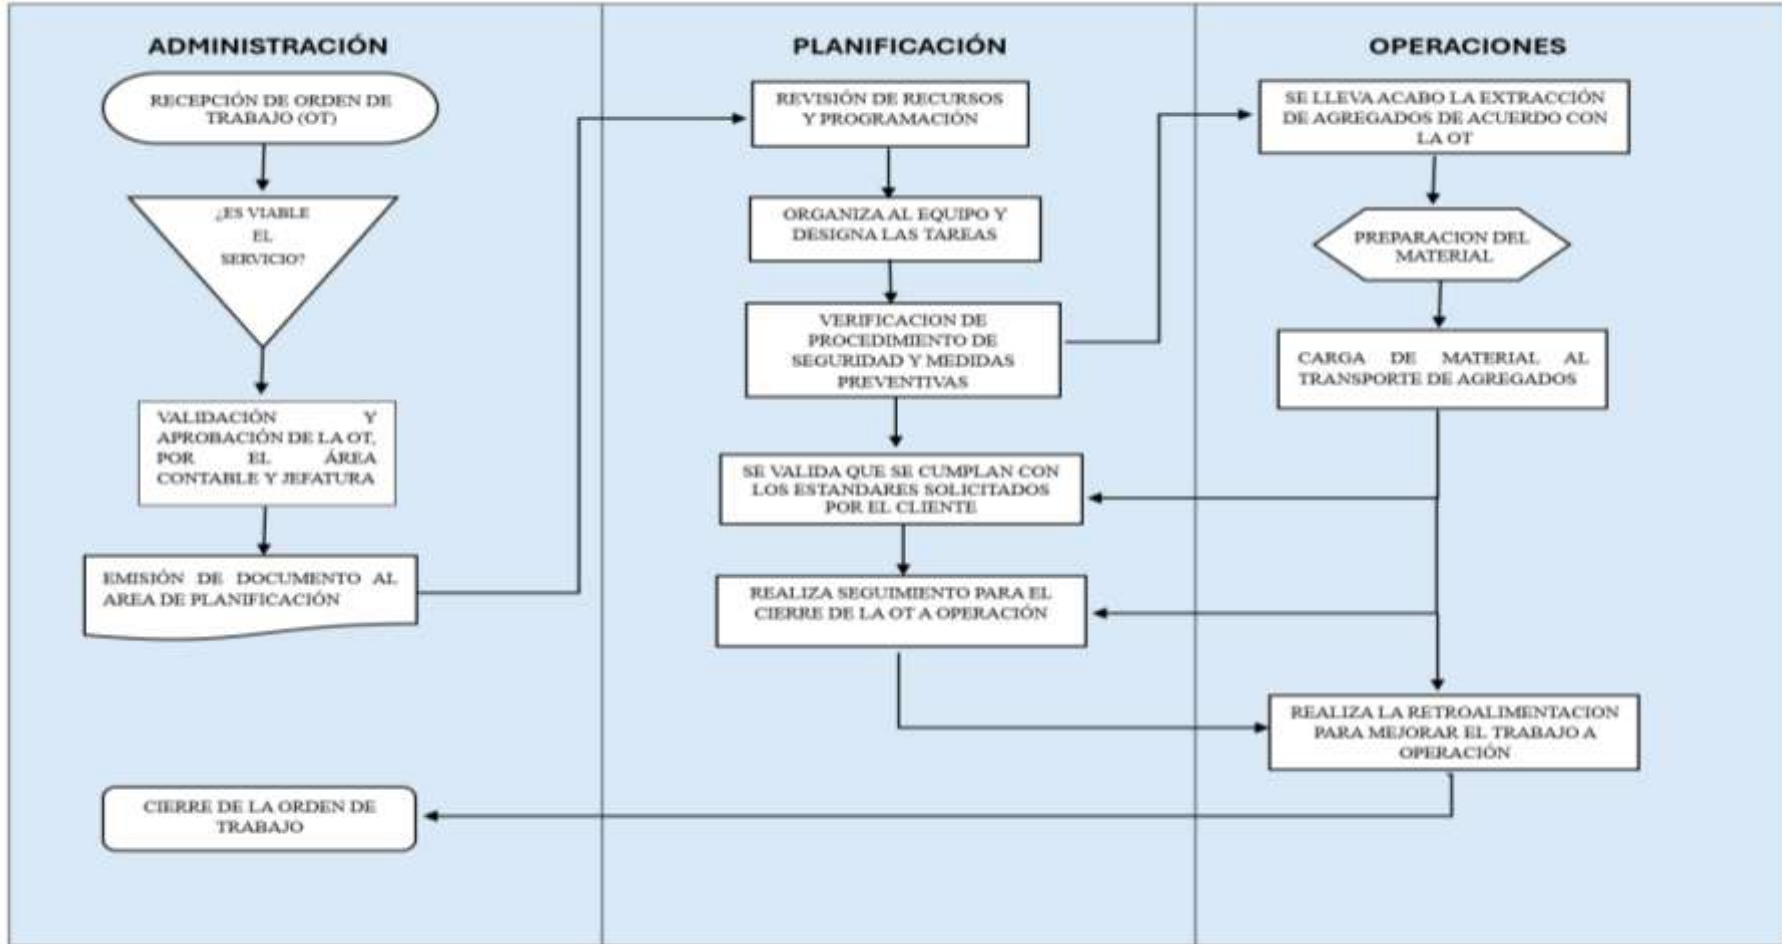 ADMINISTRACIÓN
RECEPCIÓN DE ORDEN DE
TRABAJO (OT)
¿ES VIABLE
EL
SERVICIO?
VALIDACIÓN Y
APROBACIÓN DE LA OT,
POR EL ÁREA
CONTABLE Y JEFATURA
EMISIÓN DE DOCUMENTO AL
AREA DE PLANIFICACIÓN
CIERRE DE LA ORDEN DE
TRABAJO
PLANIFICACIÓN
REVISIÓN DE RECURSOS
Y PROGRAMACIÓN
ORGANIZA AL EQUIPO Y
DESIGNA LAS TAREAS
VERIFICACION DE
PROCEDIMIENTO DE
SEGURIDAD Y MEDIDAS
PREVENTIVAS
SE VALIDA QUE SE CUMPLAN CON
LOS ESTANDARES SOLICITADOS
POR EL CLIENTE
REALIZA SEGUIMIENTO PARA EL
CIERRE DE LA OT A OPERACIÓN
OPERACIONES
SE LLEVA ACABO LA EXTRACCIÓN
DE AGREGADOS DE ACUERDO CON
LA OT
PREPARACION DEL
MATERIAL
CARGA DE MATERIAL AL
TRANSPORTE DE AGREGADOS
REALIZA LA RETROALIMENTACION
PARA MEJORAR EL TRABAJO A
OPERACIÓN